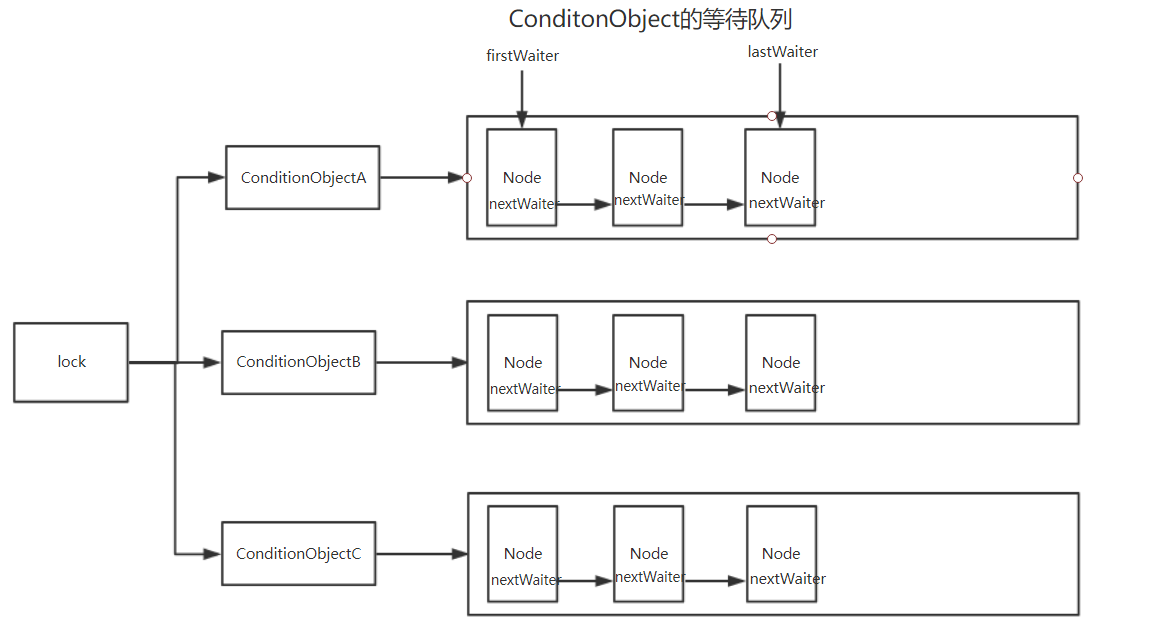 ConditonObject的等待队列
firstWaiter
lastWaiter
ConditionObjectA
Node
Node
Node
nextWaiter
nextWaiter
nextWaiter
lock
ConditionObjectB
Node
Node
Node
nextWaiter
nextWaiter
nextWaiter
ConditionObjectC
Node
Node
Node
nextWaiter
nextWaiter
nextWaiter